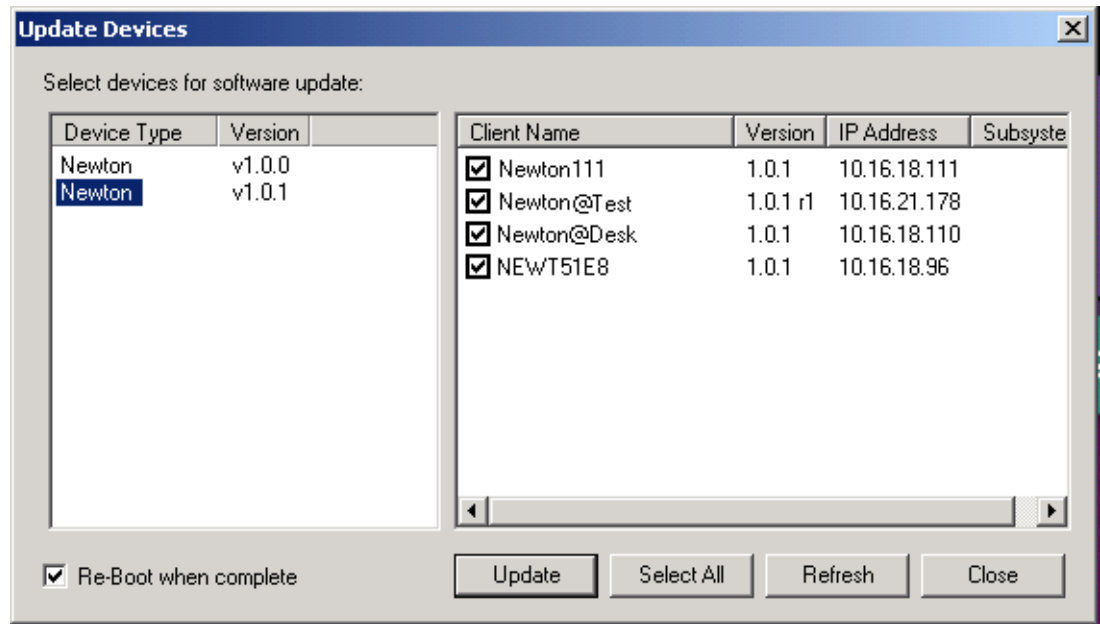 Update Devices
Select devices for software update:
Device Type Version
Newton v1.0.0
Newton v1.0.1
Client Name Version IP Address Subsyste
Newton111 1.0.1 10.16.18.111
Newton@Test 1.0.1 r1 10.16.21.178
Newton@Desk 1.0.1 10.16.18.110
NEWT51E8 1.0.1 10.16.18.96
Re-Boot when complete
Update Select All Refresh Close